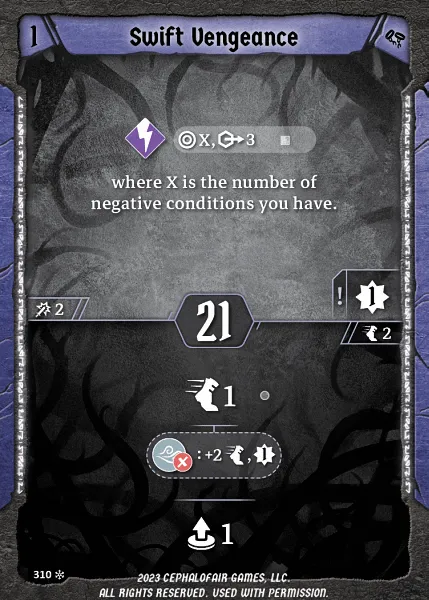 1 Swift Vengeance
X, 3
where X is the number of
negative conditions you have.
! 1
2 21 2
1
x :+2 , 1
1
310
2023 CEPHALOFAIR GAMES, LLC.
ALL RIGHTS RESERVED. USED WITH PERMISSION.